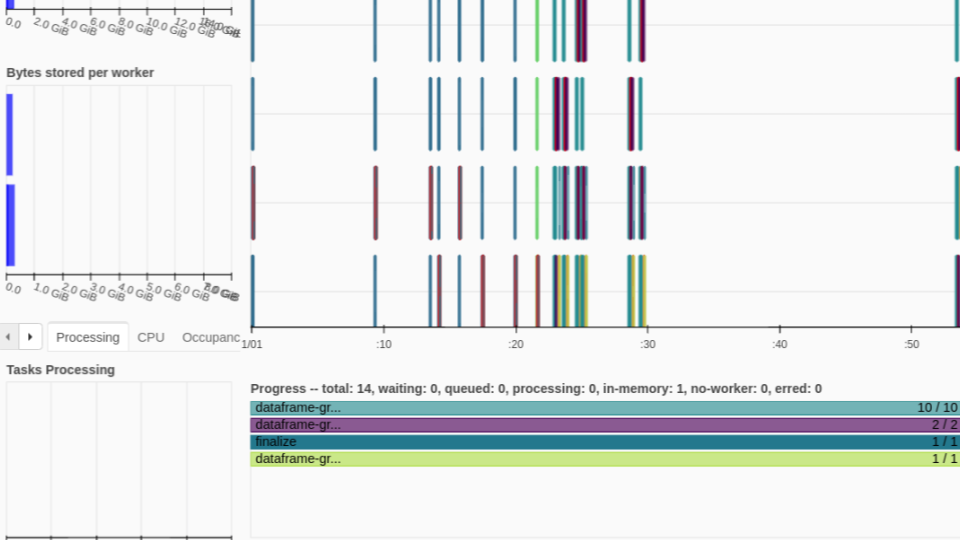 0.0 2.0 GiB 4.0 GiB 6.0 GiB 8.0 GiB 10.0 GiB 12.0 GiB
Bytes stored per worker
0.0 1.0 GiB 2.0 GiB 3.0 GiB 4.0 GiB 5.0 GiB 6.0 GiB
Processing CPU Occupanc
1/01 :10 :20 :30 :40 :50
Tasks Processing
Progress -- total: 14, waiting: 0, queued: 0, processing: 0, in-memory: 1, no-worker: 0, erred: 0
dataframe-gr... 10 / 10
dataframe-gr... 2 / 2
finalize 1 / 1
dataframe-gr... 1 / 1